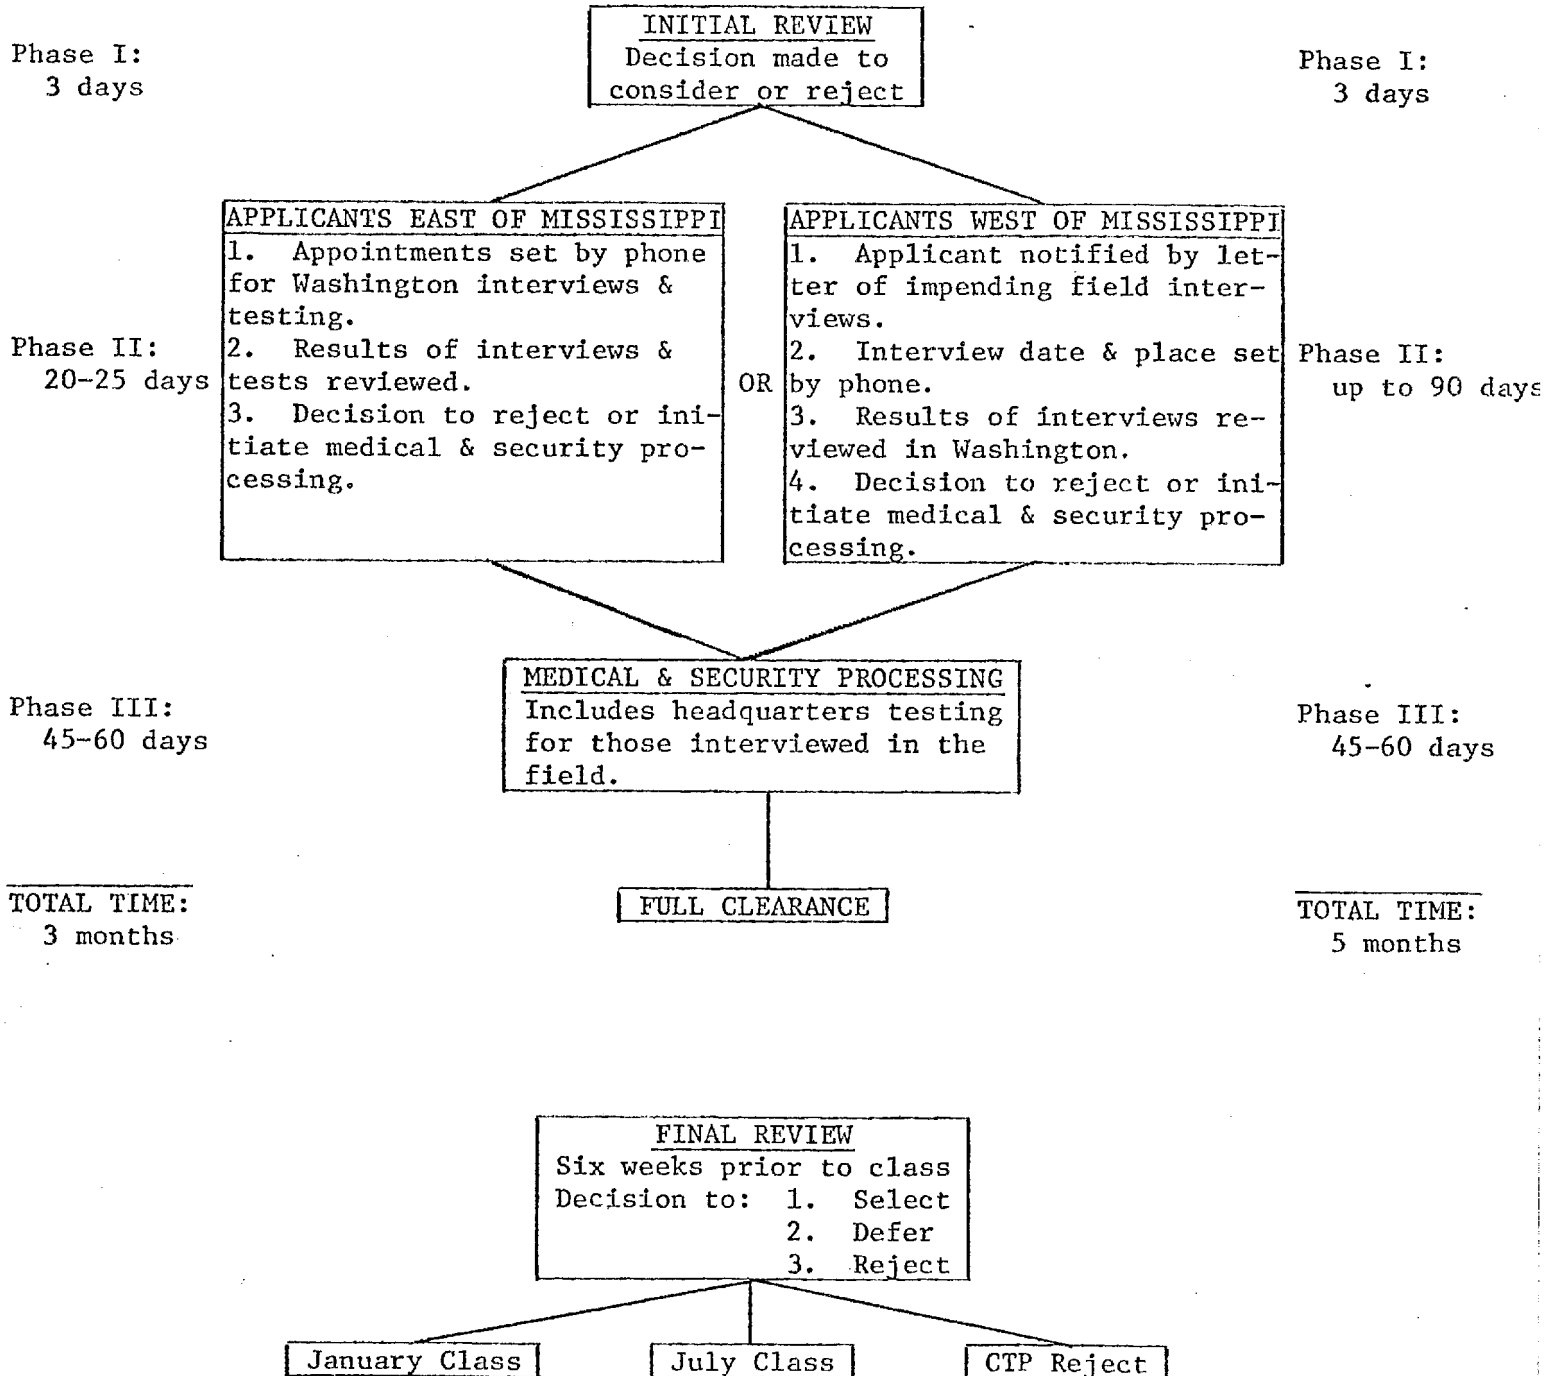 INITIAL REVIEW
Decision made to
consider or reject
Phase I:
3 days
Phase I:
3 days
APPLICANTS EAST OF MISSISSIPPI
1. Appointments set by phone
for Washington interviews &
testing.
2. Results of interviews &
tests reviewed.
3. Decision to reject or ini-
tiate medical & security pro-
cessing.
Phase II:
20-25 days
OR
APPLICANTS WEST OF MISSISSIPPI
1. Applicant notified by let-
ter of impending field inter-
views.
2. Interview date & place set
by phone.
3. Results of interviews re-
viewed in Washington.
4. Decision to reject or ini-
tiate medical & security pro-
cessing.
Phase II:
up to 90 days
MEDICAL & SECURITY PROCESSING
Includes headquarters testing
for those interviewed in the
field.
Phase III:
45-60 days
Phase III:
45-60 days
TOTAL TIME:
3 months
FULL CLEARANCE
TOTAL TIME:
5 months
FINAL REVIEW
Six weeks prior to class
Decision to: 1. Select
2. Defer
3. Reject
January Class
July Class
CTP Reject